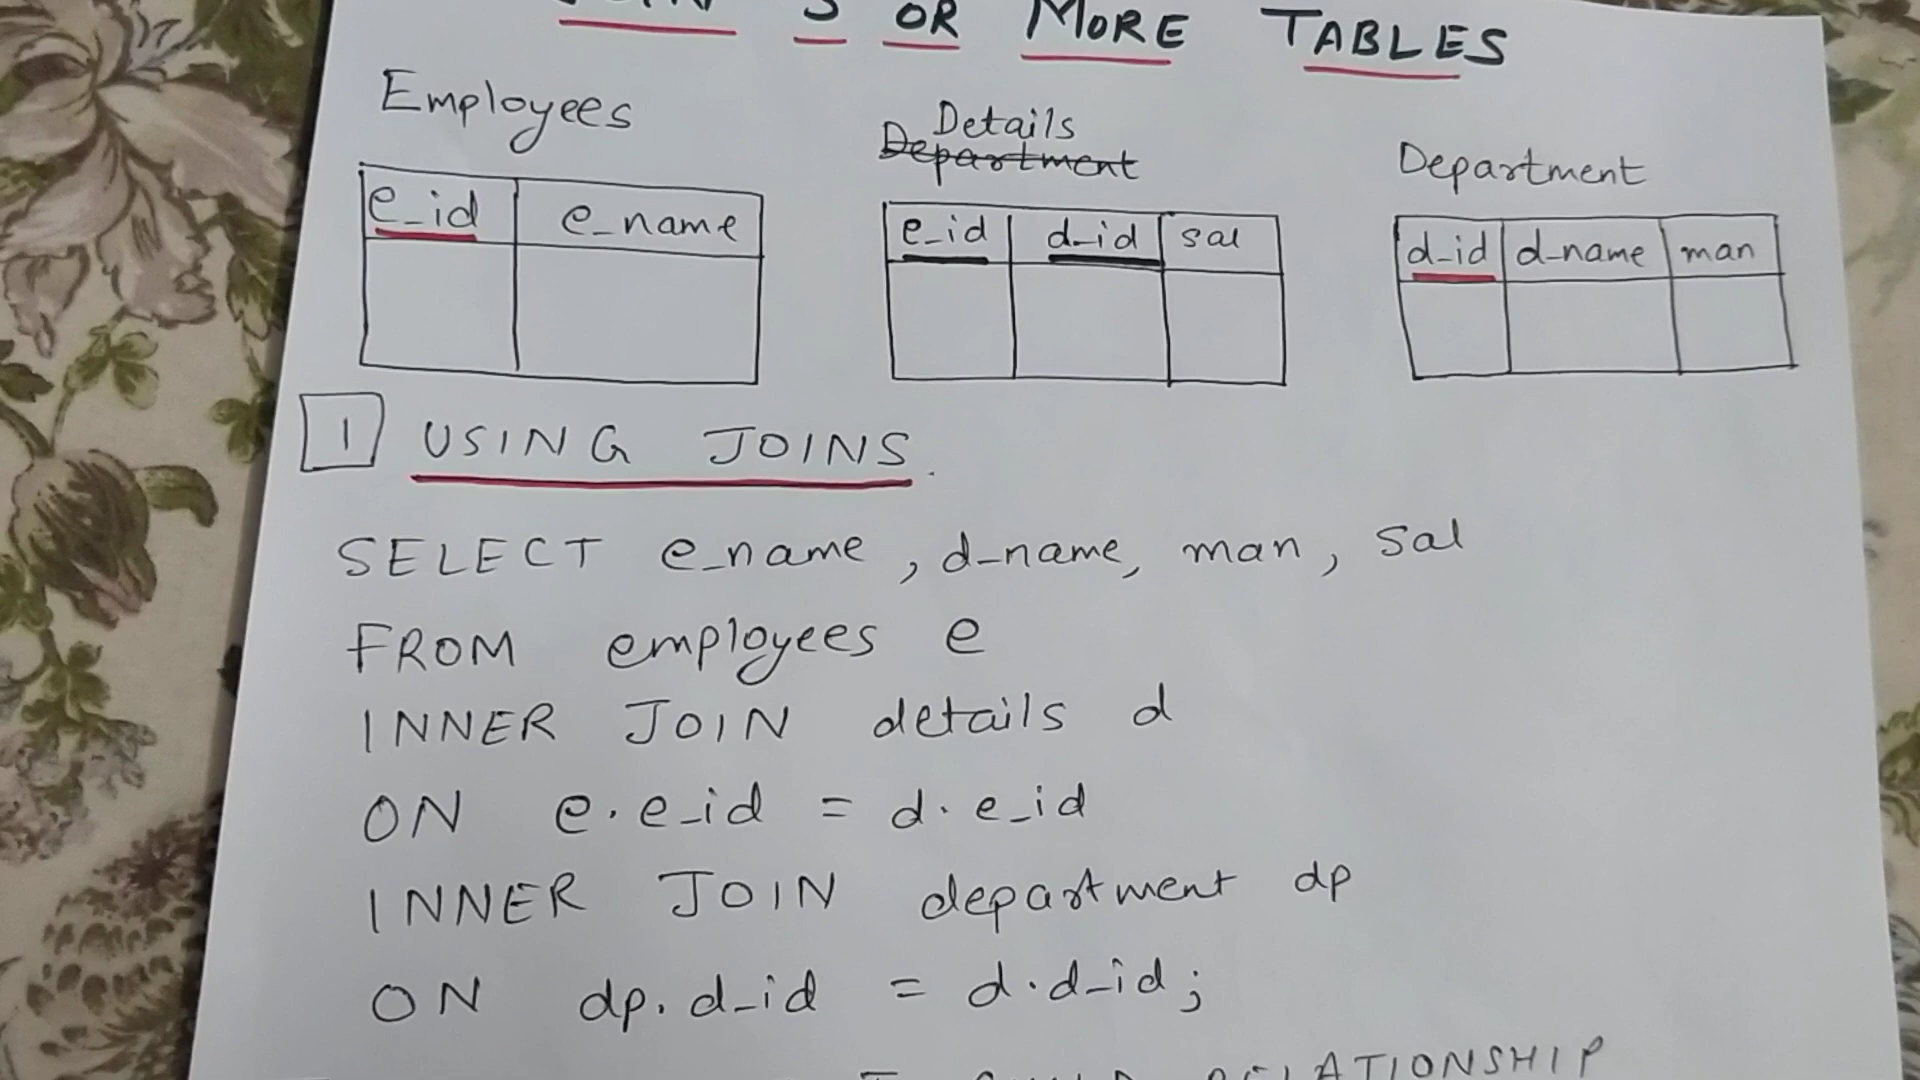 3 OR MORE TABLES
Employees
Details
Department
Department
e_id e_name
e_id d_id sal
d_id d_name man
1 USING JOINS.
SELECT e_name, d_name, man, sal
FROM employees e
INNER JOIN details d
ON e.e_id = d.e_id
INNER JOIN department dp
ON dp.d_id = d.d_id;
RELATIONSHIP